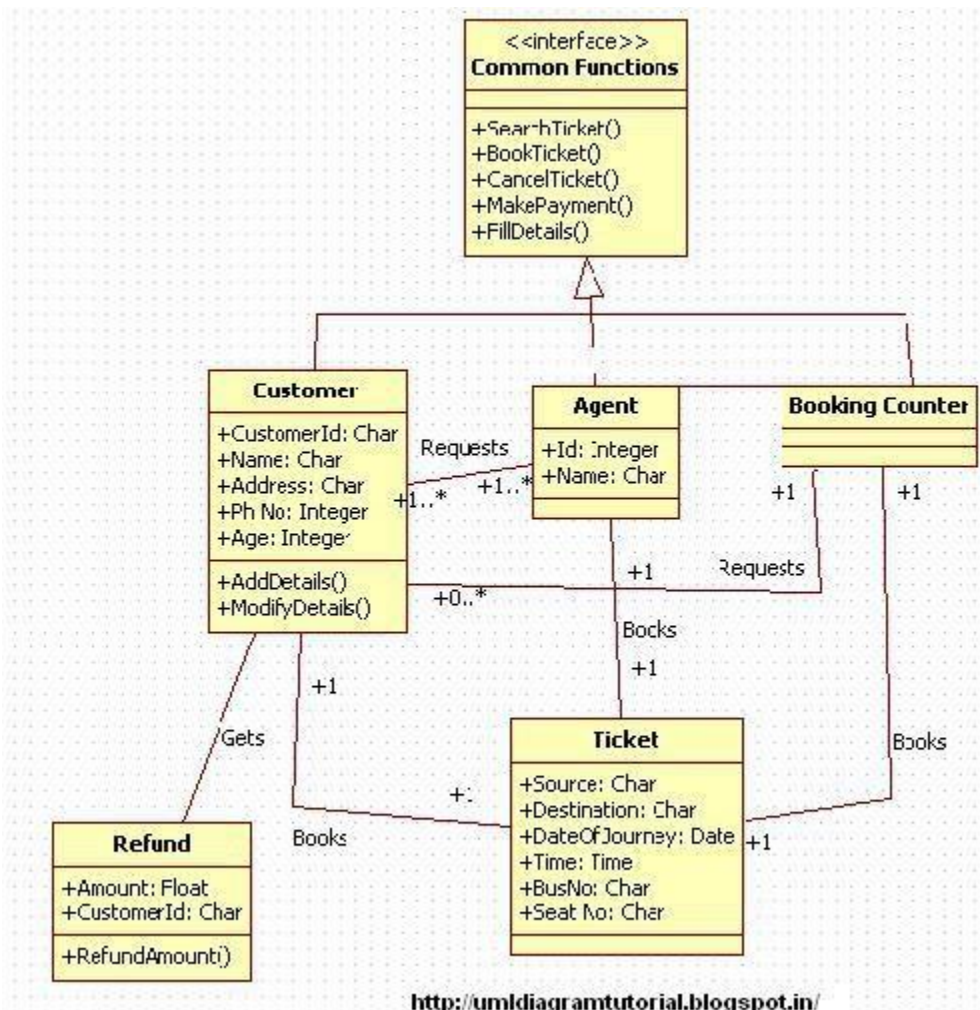 <<interface>>
Common Functions
+SearchTicket()
+BookTicket()
+CancelTicket()
+MakePayment()
+FillDetails()
Customer
+CustomerId: Char
+Name: Char
+Address: Char
+Ph No: Integer
+Age: Integer
+AddDetails()
+ModifyDetails()
Requests
+1..*
+1..*
Agent
+Id: Integer
+Name: Char
Booking Counter
+1
+1
Requests
+0..*
+1
Books
+1
+1
Gets
Books
+1
Books
+1
Ticket
+Source: Char
+Destination: Char
+DateOfJourney: Date
+Time: Time
+BusNo: Char
+Seat No: Char
Refund
+Amount: Float
+CustomerId: Char
+RefundAmount()
http://umldiagramtutorial.blogspot.in/